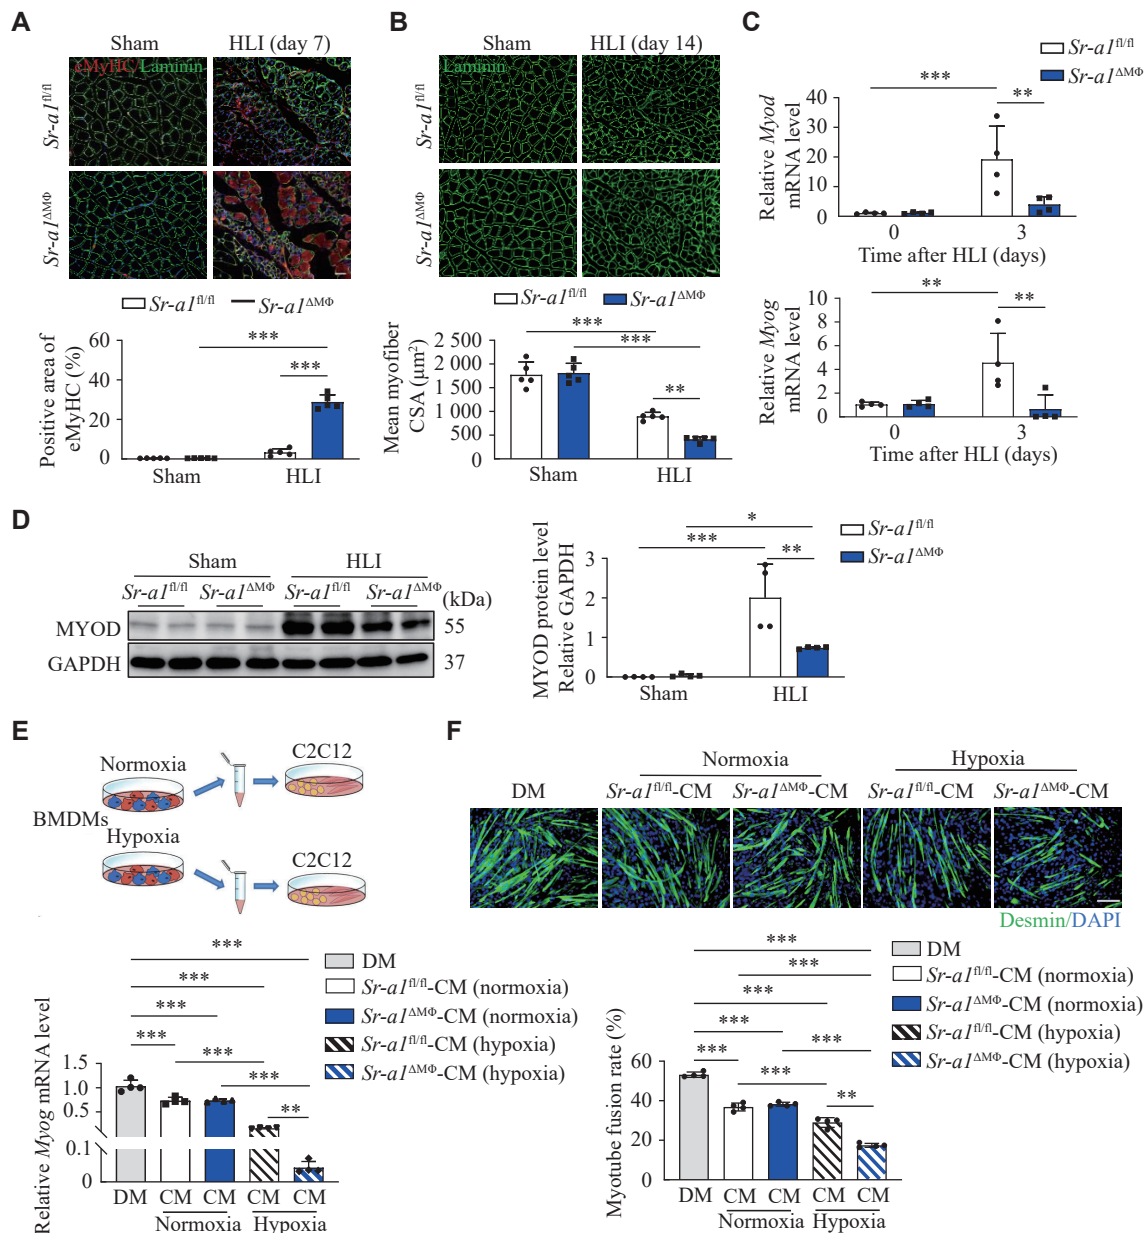 A
Sham
HLI (day 7)
eMyHC/Laminin
Sr-a1fl/fl
Sr-a1ΔMΦ
Sr-a1fl/fl
Sr-a1ΔMΦ
Positive area of
eMyHC (%)
60
40
20
0
***
***
Sham
HLI
B
Sham
HLI (day 14)
Laminin
Sr-a1fl/fl
Sr-a1ΔMΦ
Sr-a1fl/fl
Sr-a1ΔMΦ
Mean myofiber
CSA (μm²)
2 000
1 500
1 000
500
0
***
***
**
Sham
HLI
C
Sr-a1fl/fl
Sr-a1ΔMΦ
Relative Myod
mRNA level
40
30
20
10
0
***
**
0
3
Time after HLI (days)
Relative Myog
mRNA level
10
8
6
4
2
0
**
**
0
3
Time after HLI (days)
D
Sham
HLI
Sr-a1fl/fl
Sr-a1ΔMΦ
Sr-a1fl/fl
Sr-a1ΔMΦ
(kDa)
MYOD
55
GAPDH
37
Sr-a1fl/fl
Sr-a1ΔMΦ
MYOD protein level
Relative GAPDH
3
2
1
0
*
***
**
Sham
HLI
E
Normoxia
C2C12
BMDMs
Hypoxia
C2C12
DM
Sr-a1fl/fl-CM (normoxia)
Sr-a1ΔMΦ-CM (normoxia)
Sr-a1fl/fl-CM (hypoxia)
Sr-a1ΔMΦ-CM (hypoxia)
Relative Myog mRNA level
1.5
1.0
0.5
0.1
0
***
***
***
***
***
***
**
DM
CM
CM
CM
CM
Normoxia
Hypoxia
F
Normoxia
Hypoxia
DM
Sr-a1fl/fl-CM
Sr-a1ΔMΦ-CM
Sr-a1fl/fl-CM
Sr-a1ΔMΦ-CM
Desmin/DAPI
DM
Sr-a1fl/fl-CM (normoxia)
Sr-a1ΔMΦ-CM (normoxia)
Sr-a1fl/fl-CM (hypoxia)
Sr-a1ΔMΦ-CM (hypoxia)
Myotube fusion rate (%)
60
40
20
0
***
***
***
***
***
***
***
**
DM
CM
CM
CM
CM
Normoxia
Hypoxia